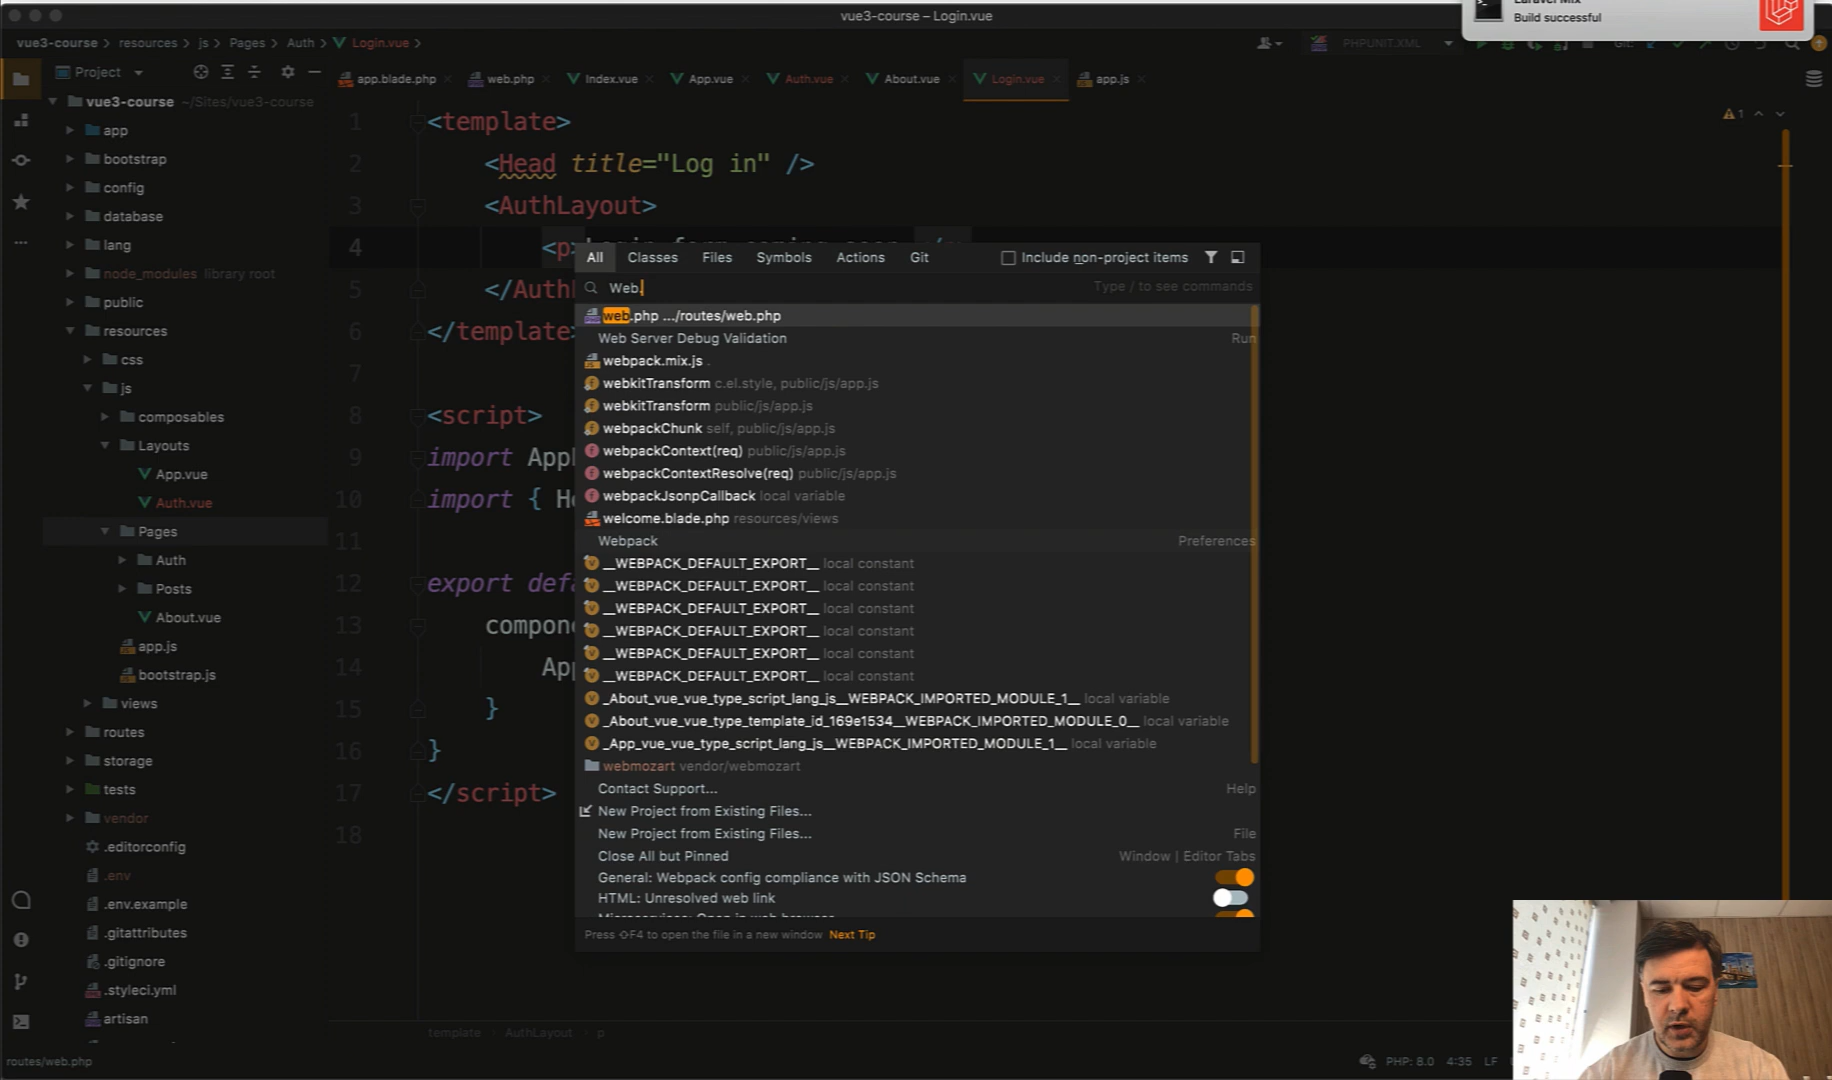 vue3-course – Login.vue
Build successful
vue3-course
resources
js
Pages
Auth
Login.vue
PHPUNIT.XML
Git:
Project
app.blade.php
web.php
Index.vue
App.vue
Auth.vue
About.vue
Login.vue
app.js
vue3-course ~/Sites/vue3-course
app
bootstrap
config
database
lang
node_modules library root
public
resources
css
js
composables
Layouts
App.vue
Auth.vue
Pages
Auth
Posts
About.vue
app.js
bootstrap.js
views
routes
storage
tests
vendor
.editorconfig
.env
.env.example
.gitattributes
.gitignore
.styleci.yml
artisan
1 <template>
2 <Head title="Log in" />
3 <AuthLayout>
4 <p>
5 </Auth
6 </template>
7
8 <script>
9 import App
10 import { He
11
12 export defa
13 compone
14 App
15 }
16 }
17 </script>
18
1
All Classes Files Symbols Actions Git Include non-project items
Web. Type / to see commands
web.php .../routes/web.php
Web Server Debug Validation Run
webpack.mix.js .
webkitTransform c.el.style, public/js/app.js
webkitTransform public/js/app.js
webpackChunk self, public/js/app.js
webpackContext(req) public/js/app.js
webpackContextResolve(req) public/js/app.js
webpackJsonpCallback local variable
welcome.blade.php resources/views
Webpack Preferences
__WEBPACK_DEFAULT_EXPORT__ local constant
__WEBPACK_DEFAULT_EXPORT__ local constant
__WEBPACK_DEFAULT_EXPORT__ local constant
__WEBPACK_DEFAULT_EXPORT__ local constant
__WEBPACK_DEFAULT_EXPORT__ local constant
__WEBPACK_DEFAULT_EXPORT__ local constant
_About_vue_vue_type_script_lang_js__WEBPACK_IMPORTED_MODULE_1__ local variable
_About_vue_vue_type_template_id_169e1534__WEBPACK_IMPORTED_MODULE_0__ local variable
_App_vue_vue_type_script_lang_js__WEBPACK_IMPORTED_MODULE_1__ local variable
webmozart vendor/webmozart
Contact Support... Help
New Project from Existing Files...
New Project from Existing Files... File
Close All but Pinned Window | Editor Tabs
General: Webpack config compliance with JSON Schema
HTML: Unresolved web link
Press ⇧F4 to open the file in a new window Next Tip
template AuthLayout p
routes/web.php
PHP: 8.0 4:35 LF